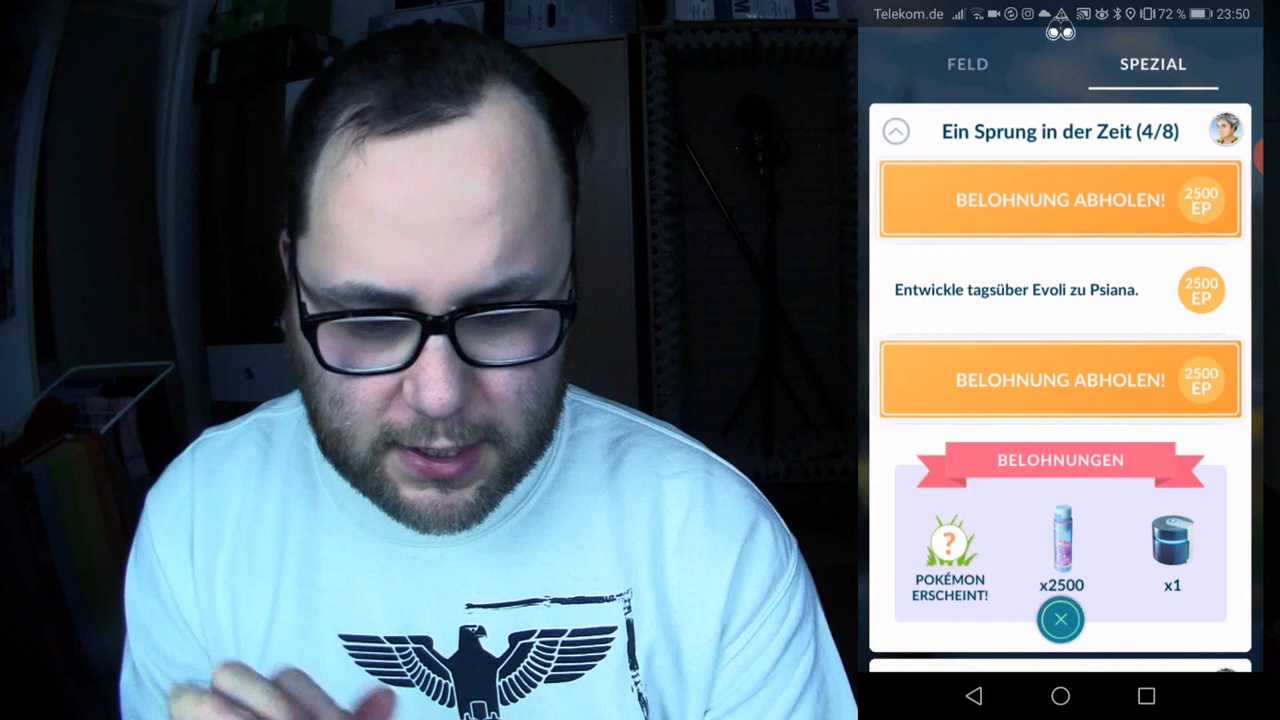 Telekom.de
72 %
23:50
FELD
SPEZIAL
Ein Sprung in der Zeit (4/8)
BELOHNUNG ABHOLEN!
2500
EP
Entwickle tagsüber Evoli zu Psiana.
2500
EP
BELOHNUNG ABHOLEN!
2500
EP
BELOHNUNGEN
?
POKÉMON
ERSCHEINT!
x2500
x1